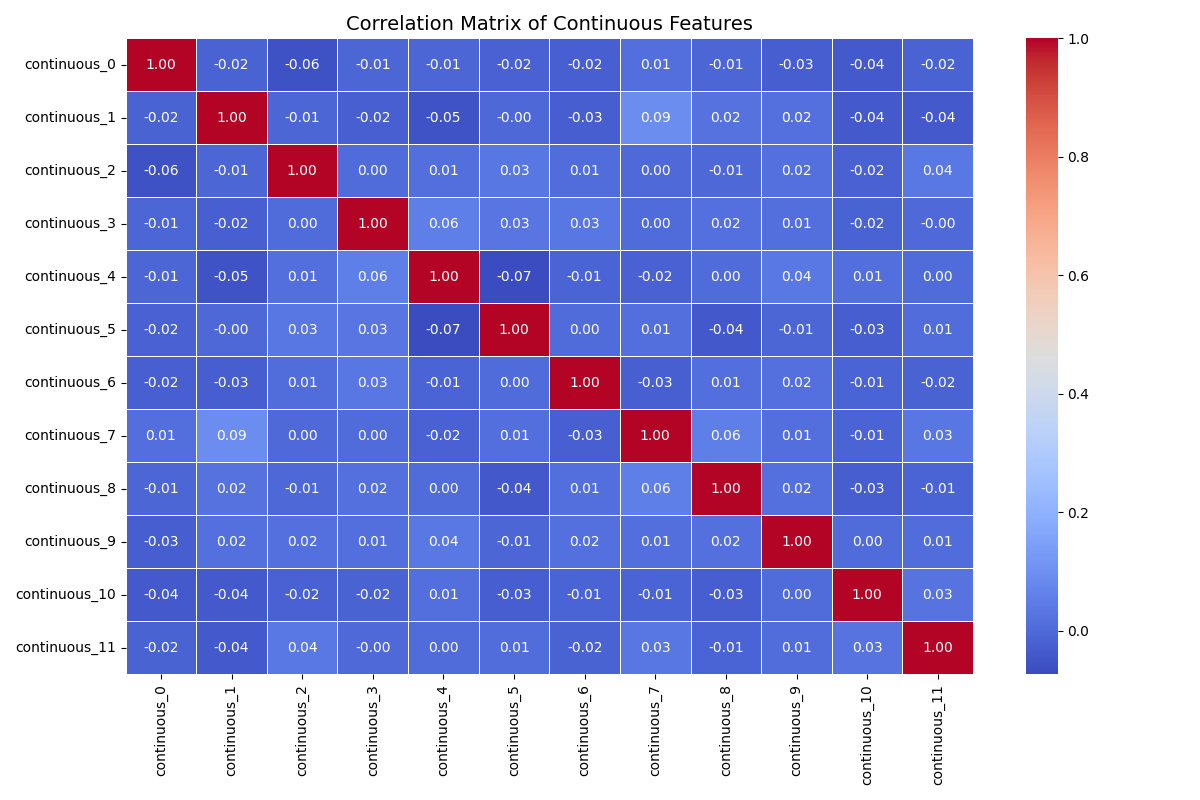 Correlation Matrix of Continuous Features
continuous_0 1.00 -0.02 -0.06 -0.01 -0.01 -0.02 -0.02 0.01 -0.01 -0.03 -0.04 -0.02
continuous_1 -0.02 1.00 -0.01 -0.02 -0.05 -0.00 -0.03 0.09 0.02 0.02 -0.04 -0.04
continuous_2 -0.06 -0.01 1.00 0.00 0.01 0.03 0.01 0.00 -0.01 0.02 -0.02 0.04
continuous_3 -0.01 -0.02 0.00 1.00 0.06 0.03 0.03 0.00 0.02 0.01 -0.02 -0.00
continuous_4 -0.01 -0.05 0.01 0.06 1.00 -0.07 -0.01 -0.02 0.00 0.04 0.01 0.00
continuous_5 -0.02 -0.00 0.03 0.03 -0.07 1.00 0.00 0.01 -0.04 -0.01 -0.03 0.01
continuous_6 -0.02 -0.03 0.01 0.03 -0.01 0.00 1.00 -0.03 0.01 0.02 -0.01 -0.02
continuous_7 0.01 0.09 0.00 0.00 -0.02 0.01 -0.03 1.00 0.06 0.01 -0.01 0.03
continuous_8 -0.01 0.02 -0.01 0.02 0.00 -0.04 0.01 0.06 1.00 0.02 -0.03 -0.01
continuous_9 -0.03 0.02 0.02 0.01 0.04 -0.01 0.02 0.01 0.02 1.00 0.00 0.01
continuous_10 -0.04 -0.04 -0.02 -0.02 0.01 -0.03 -0.01 -0.01 -0.03 0.00 1.00 0.03
continuous_11 -0.02 -0.04 0.04 -0.00 0.00 0.01 -0.02 0.03 -0.01 0.01 0.03 1.00
continuous_0
continuous_1
continuous_2
continuous_3
continuous_4
continuous_5
continuous_6
continuous_7
continuous_8
continuous_9
continuous_10
continuous_11
1.0
0.8
0.6
0.4
0.2
0.0